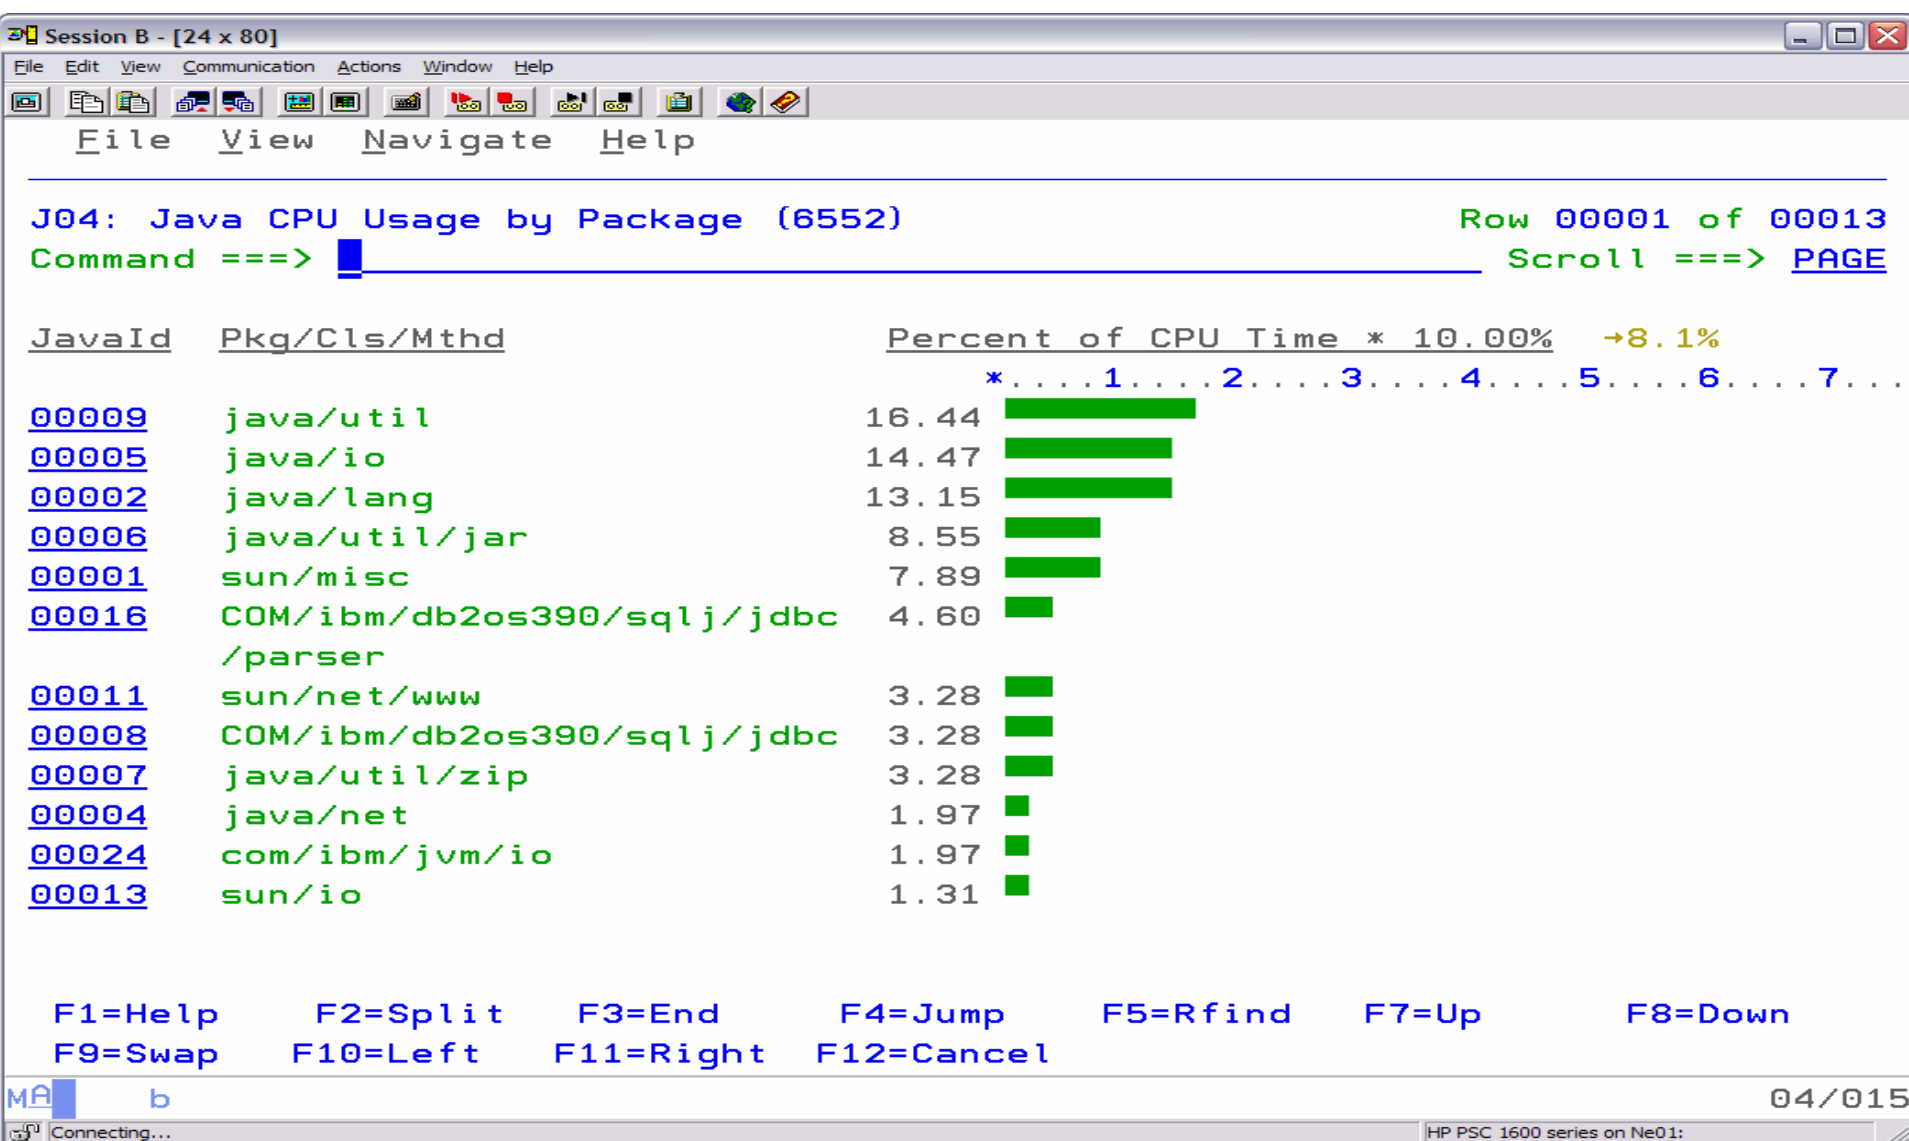 Session B - [24 x 80]
File Edit View Communication Actions Window Help
File View Navigate Help
J04: Java CPU Usage by Package (6552) Row 00001 of 00013
Command ===> Scroll ===> PAGE
JavaId Pkg/Cls/Mthd Percent of CPU Time * 10.00% →8.1%
*....1....2....3....4....5....6....7...
00009 java/util 16.44
00005 java/io 14.47
00002 java/lang 13.15
00006 java/util/jar 8.55
00001 sun/misc 7.89
00016 COM/ibm/db2os390/sqlj/jdbc 4.60
/parser
00011 sun/net/www 3.28
00008 COM/ibm/db2os390/sqlj/jdbc 3.28
00007 java/util/zip 3.28
00004 java/net 1.97
00024 com/ibm/jvm/io 1.97
00013 sun/io 1.31
F1=Help F2=Split F3=End F4=Jump F5=Rfind F7=Up F8=Down
F9=Swap F10=Left F11=Right F12=Cancel
MA b 04/015
Connecting... HP PSC 1600 series on Ne01: